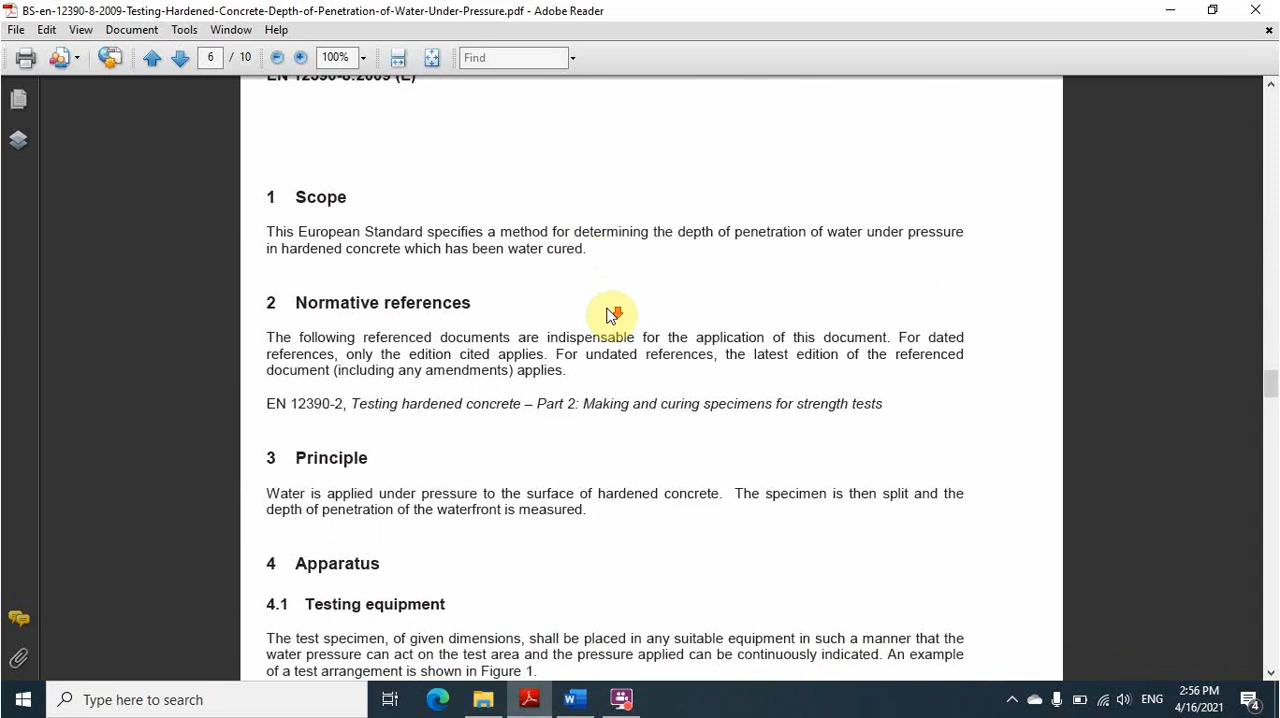 BS-en-12390-8-2009-Testing-Hardened-Concrete-Depth-of-Penetration-of-Water-Under-Pressure.pdf - Adobe Reader
File Edit View Document Tools Window Help
6 / 10 100% Find
EN 12390-8:2009 (E)
1 Scope
This European Standard specifies a method for determining the depth of penetration of water under pressure
in hardened concrete which has been water cured.
2 Normative references
The following referenced documents are indispensable for the application of this document. For dated
references, only the edition cited applies. For undated references, the latest edition of the referenced
document (including any amendments) applies.
EN 12390-2, Testing hardened concrete – Part 2: Making and curing specimens for strength tests
3 Principle
Water is applied under pressure to the surface of hardened concrete. The specimen is then split and the
depth of penetration of the waterfront is measured.
4 Apparatus
4.1 Testing equipment
The test specimen, of given dimensions, shall be placed in any suitable equipment in such a manner that the
water pressure can act on the test area and the pressure applied can be continuously indicated. An example
of a test arrangement is shown in Figure 1.
Type here to search
ENG
2:56 PM
4/16/2021
4